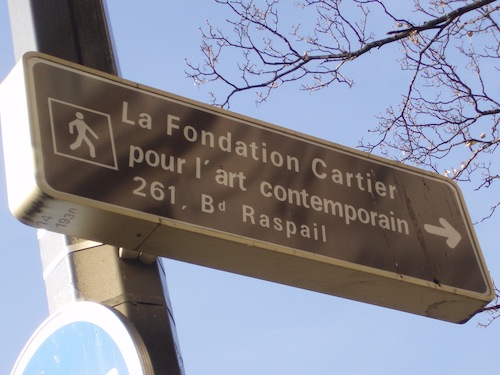 La Fondation Cartier
pour l'art contemporain
261, Bd Raspail